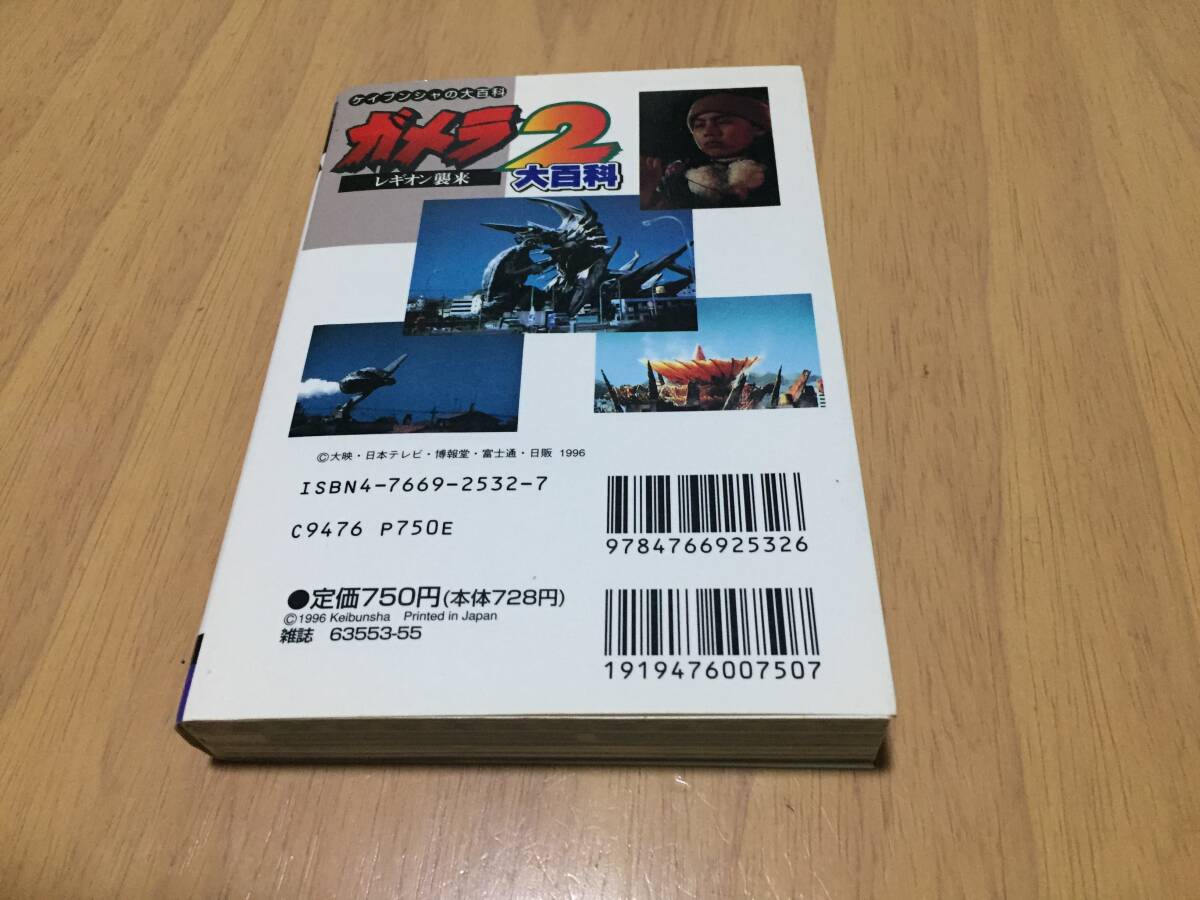 ケイブンシャの大百科
ガメラ2
レギオン襲来
大百科
©大映・日本テレビ・博報堂・富士通・日販 1996
ISBN4-7669-2532-7
C9476 P750E
9784766925326
●定価750円(本体728円)
©1996 Keibunsha Printed in Japan
雑誌 63553-55
1919476007507